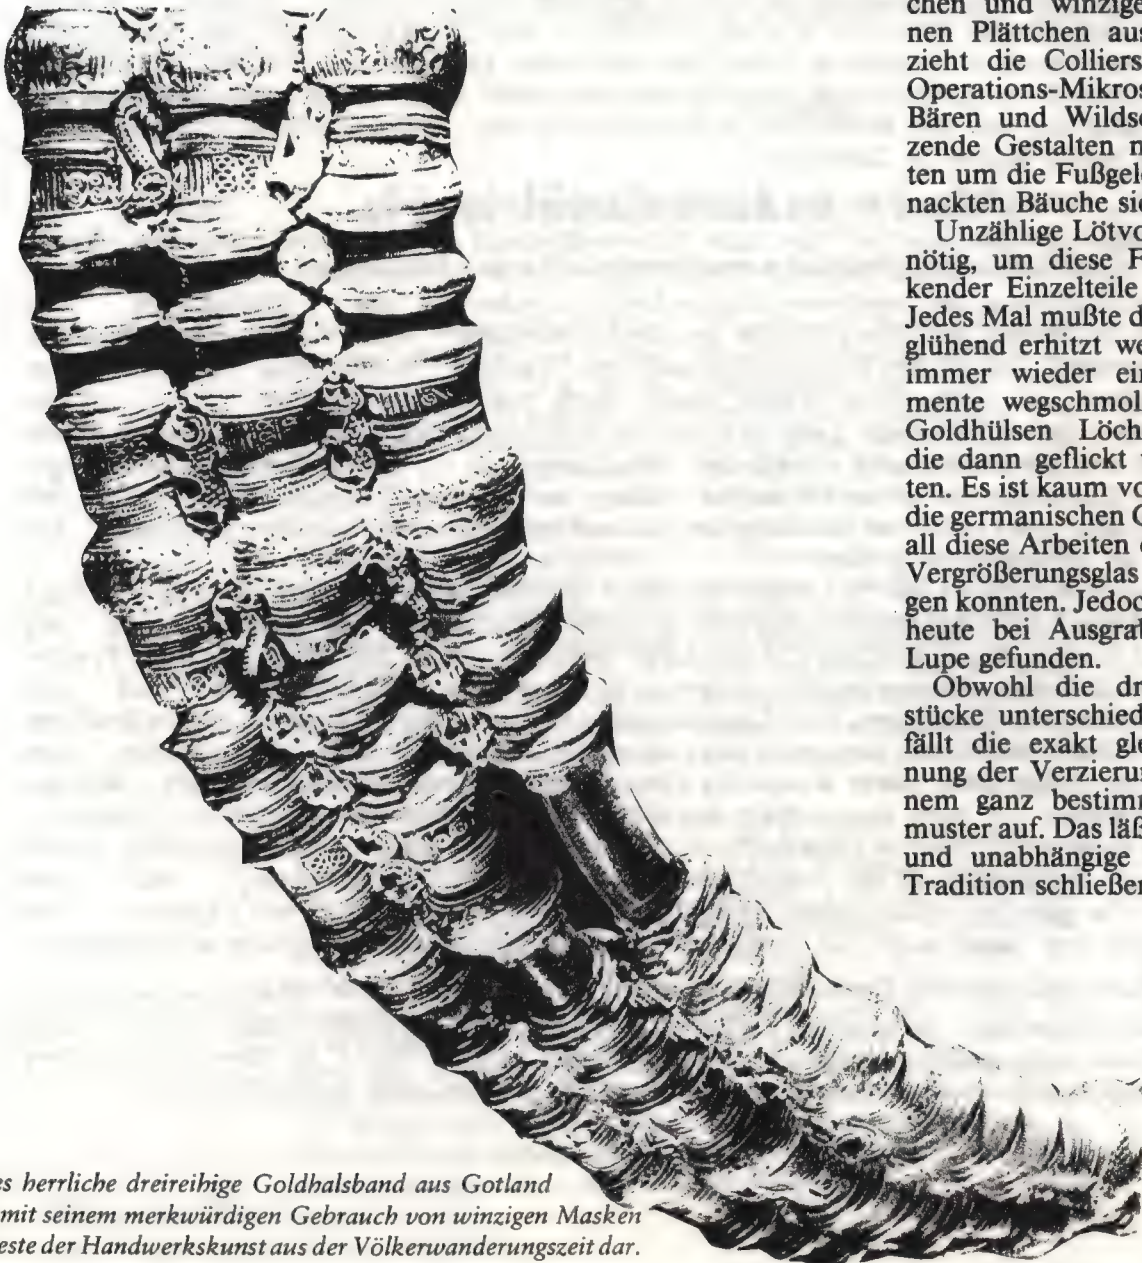 chen und winzige
nen Plättchen aus
zieht die Colliers
Operations-Mikros
Bären und Wildsc
zende Gestalten n
ten um die Fußgel
nackten Bäuche sic
Unzählige Lötvo
nötig, um diese F
kender Einzelteile
Jedes Mal mußte d
glühend erhitzt we
immer wieder ein
mente wegschmol
Goldhülsen Löch
die dann geflickt
ten. Es ist kaum vo
die germanischen G
all diese Arbeiten
Vergrößerungsglas
gen konnten. Jedoc
heute bei Ausgrab
Lupe gefunden.
Obwohl die dr
stücke unterschied
fällt die exakt gle
nung der Verzierun
nem ganz bestimm
muster auf. Das läß
und unabhängige
Tradition schließen
es herrliche dreireihige Goldhalsband aus Gotland
mit seinem merkwürdigen Gebrauch von winzigen Masken
este der Handwerkskunst aus der Völkerwanderungszeit dar.